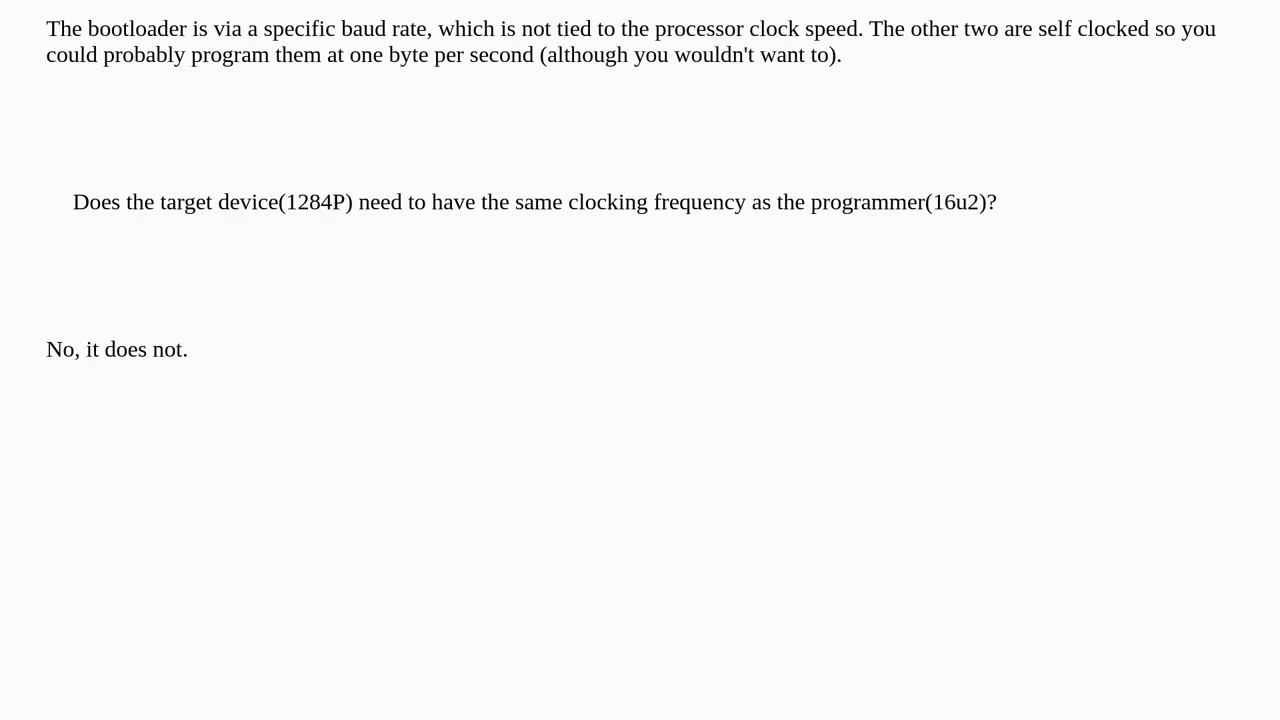 The bootloader is via a specific baud rate, which is not tied to the processor clock speed. The other two are self clocked so you
could probably program them at one byte per second (although you wouldn't want to).
Does the target device(1284P) need to have the same clocking frequency as the programmer(16u2)?
No, it does not.